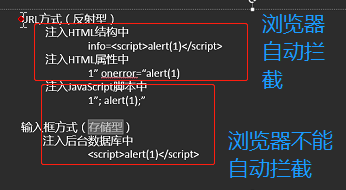 URL方式（反射型）
注入HTML结构中
info=<script>alert(1)</script>
注入HTML属性中
1” onerror=“alert(1)
注入JavaScript脚本中
1”; alert(1);”
输入框方式（存储型）
注入后台数据库中
<script>alert(1)</script>
浏览器
自动拦
截
浏览器不能
自动拦截